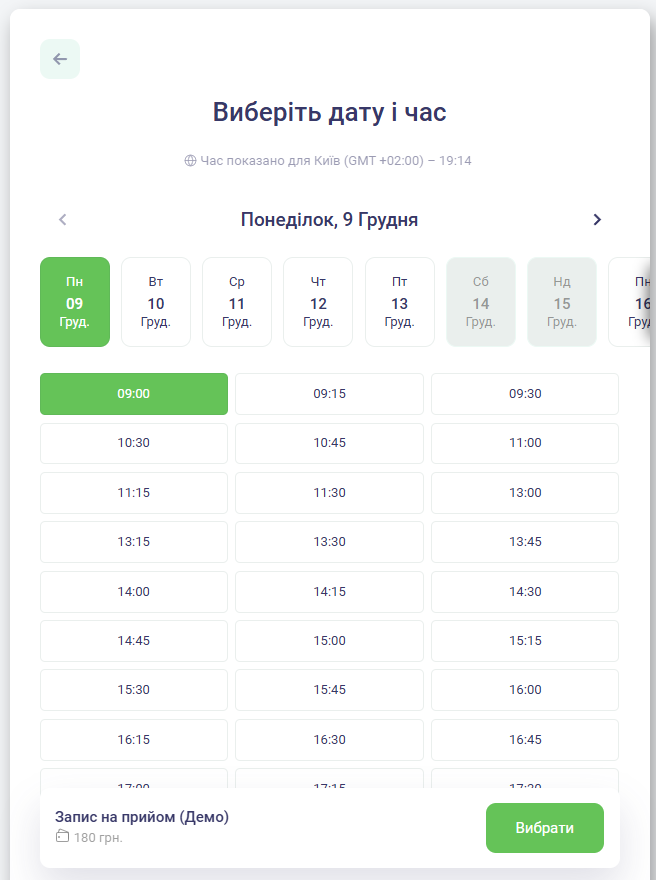 Виберіть дату і час
Час показано для Київ (GMT +02:00) – 19:14
Понеділок, 9 Грудня
Пн Вт Ср Чт Пт Сб Нд Пн
09 10 11 12 13 14 15 16
Груд. Груд. Груд. Груд. Груд. Груд. Груд. Груд
09:00 09:15 09:30
10:30 10:45 11:00
11:15 11:30 13:00
13:15 13:30 13:45
14:00 14:15 14:30
14:45 15:00 15:15
15:30 15:45 16:00
16:15 16:30 16:45
17:00 17:15 17:30
Запис на прийом (Демо)
180 грн.
Вибрати